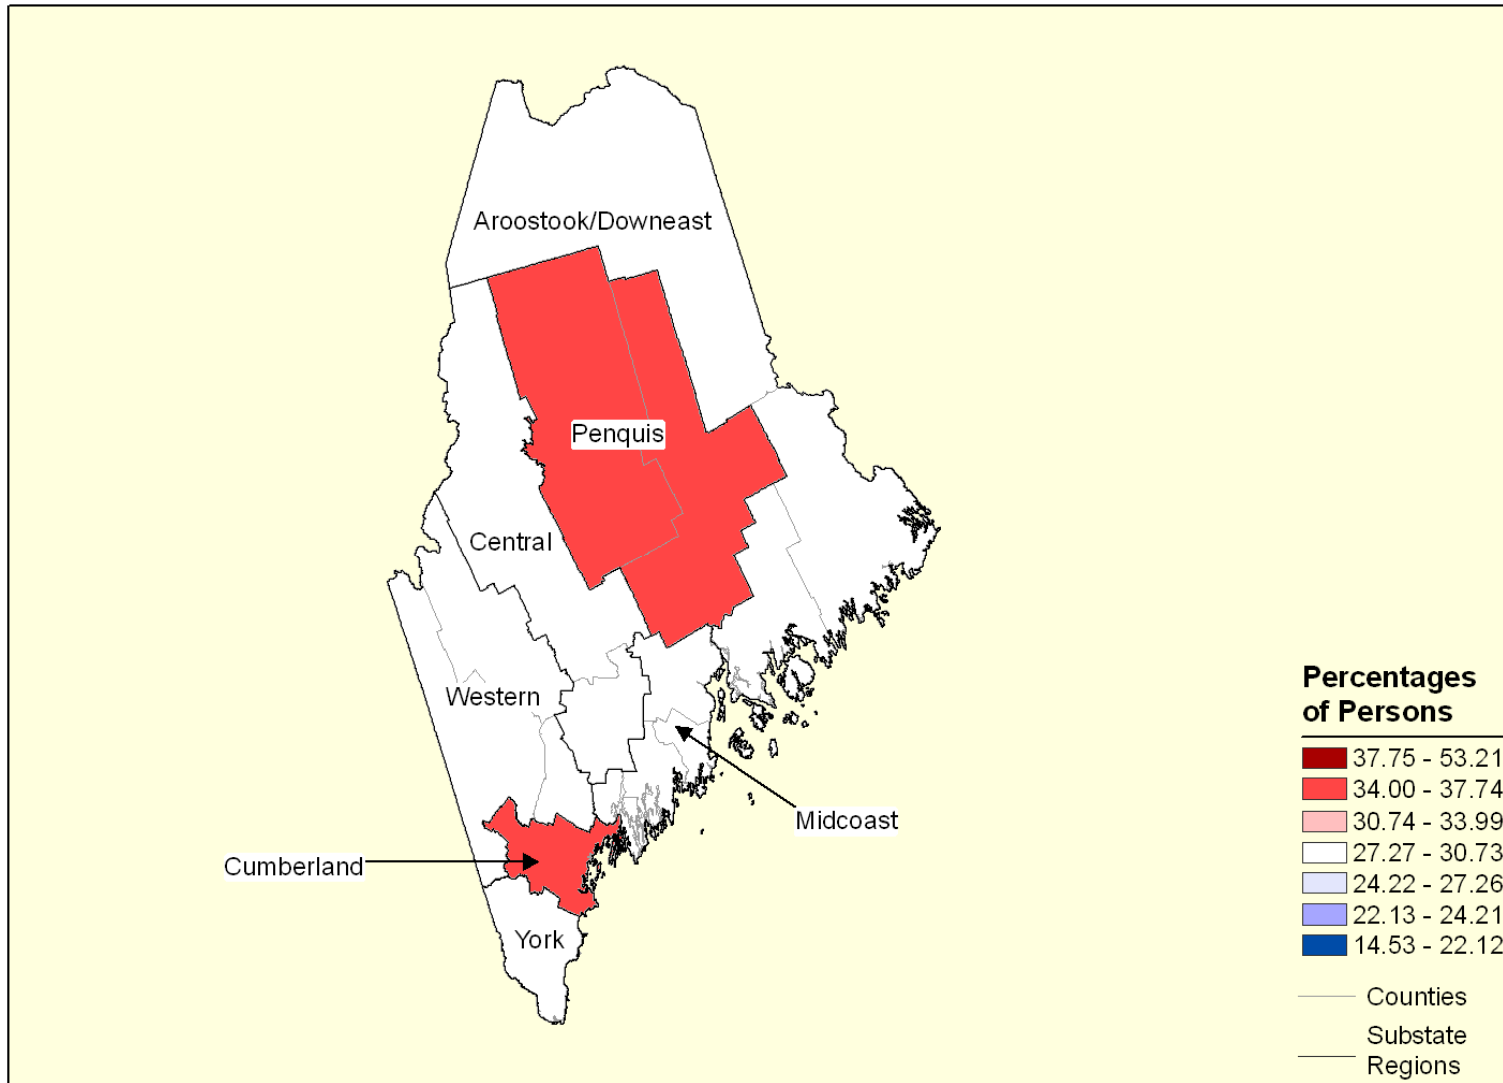 Aroostook/Downeast
Penquis
Central
Western
Midcoast
Cumberland
York
Percentages
of Persons
37.75 - 53.21
34.00 - 37.74
30.74 - 33.99
27.27 - 30.73
24.22 - 27.26
22.13 - 24.21
14.53 - 22.12
Counties
Substate
Regions